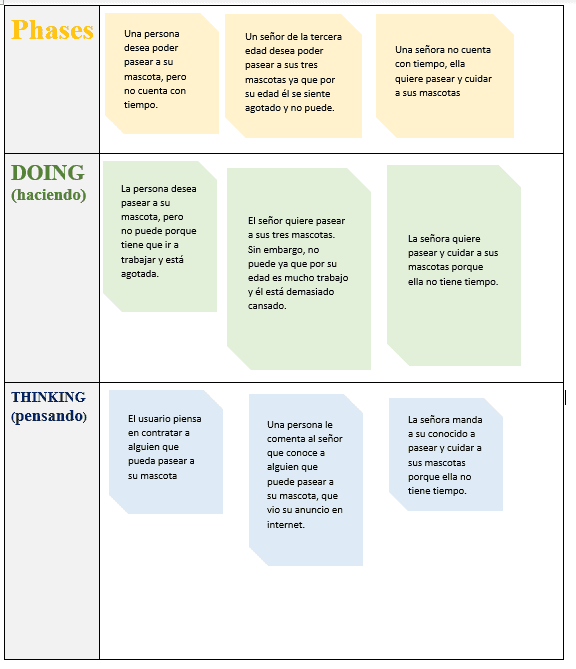 Phases
Una persona
desea poder
pasear a su
mascota, pero
no cuenta con
tiempo.
Un señor de la tercera
edad desea poder
pasear a sus tres
mascotas ya que por
su edad él se siente
agotado y no puede.
Una señora no cuenta
con tiempo, ella
quiere pasear y cuidar
a sus mascotas
DOING
(haciendo)
La persona desea
pasear a su
mascota, pero
no puede porque
tiene que ir a
trabajar y está
agotada.
El señor quiere pasear
a sus tres mascotas.
Sin embargo, no
puede ya que por su
edad es mucho trabajo
y él está demasiado
cansado.
La señora quiere
pasear y cuidar a sus
mascotas porque
ella no tiene tiempo.
THINKING
(pensando)
El usuario piensa
en contratar a
alguien que
pueda pasear a
su mascota
Una persona le
comenta al señor
que conoce a
alguien que
puede pasear a
su mascota, que
vio su anuncio en
internet.
La señora manda
a su conocido a
pasear y cuidar a
sus mascotas
porque ella no
tiene tiempo.